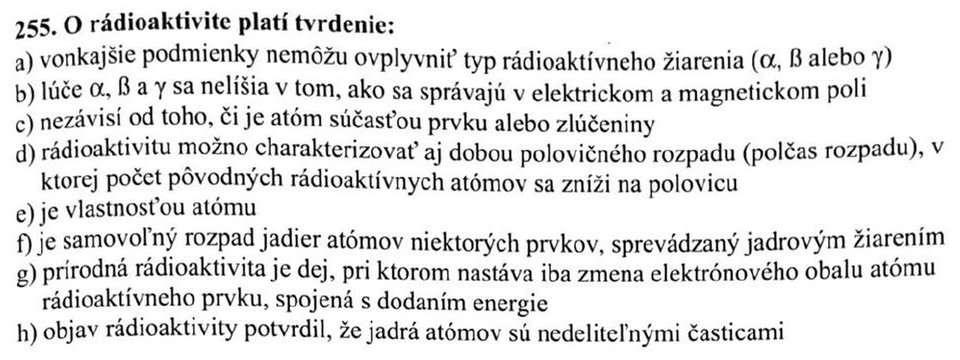 255. O rádioaktivite platí tvrdenie:
a) vonkajšie podmienky nemôžu ovplyvniť typ rádioaktívneho žiarenia (α, ß alebo γ)
b) lúče α, ß a γ sa nelíšia v tom, ako sa správajú v elektrickom a magnetickom poli
c) nezávisí od toho, či je atóm súčasťou prvku alebo zlúčeniny
d) rádioaktivitu možno charakterizovať aj dobou polovičného rozpadu (polčas rozpadu), v
ktorej počet pôvodných rádioaktívnych atómov sa zníži na polovicu
e) je vlastnosťou atómu
f) je samovoľný rozpad jadier atómov niektorých prvkov, sprevádzaný jadrovým žiarením
g) prírodná rádioaktivita je dej, pri ktorom nastáva iba zmena elektrónového obalu atómu
rádioaktívneho prvku, spojená s dodaním energie
h) objav rádioaktivity potvrdil, že jadrá atómov sú nedeliteľnými časticami